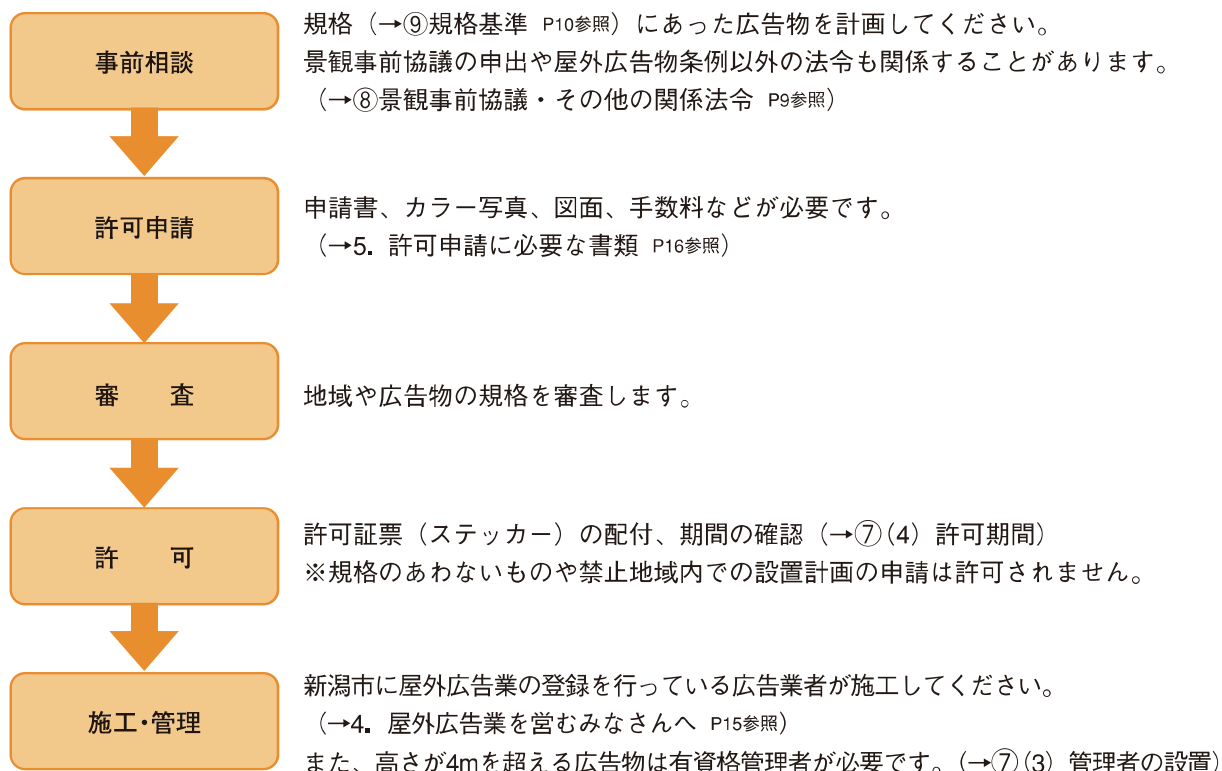 事前相談
規格（→⑨規格基準 P10参照）にあった広告物を計画してください。
景観事前協議の申出や屋外広告物条例以外の法令も関係することがあります。
（→⑧景観事前協議・その他の関係法令 P9参照）
許可申請
申請書、カラー写真、図面、手数料などが必要です。
（→5．許可申請に必要な書類 P16参照）
審　査
地域や広告物の規格を審査します。
許　可
許可証票（ステッカー）の配付、期間の確認（→⑦(4）許可期間）
※規格のあわないものや禁止地域内での設置計画の申請は許可されません。
施工・管理
新潟市に屋外広告業の登録を行っている広告業者が施工してください。
（→4．屋外広告業を営むみなさんへ P15参照）
また、高さが4mを超える広告物は有資格管理者が必要です。（→⑦(3）管理者の設置）